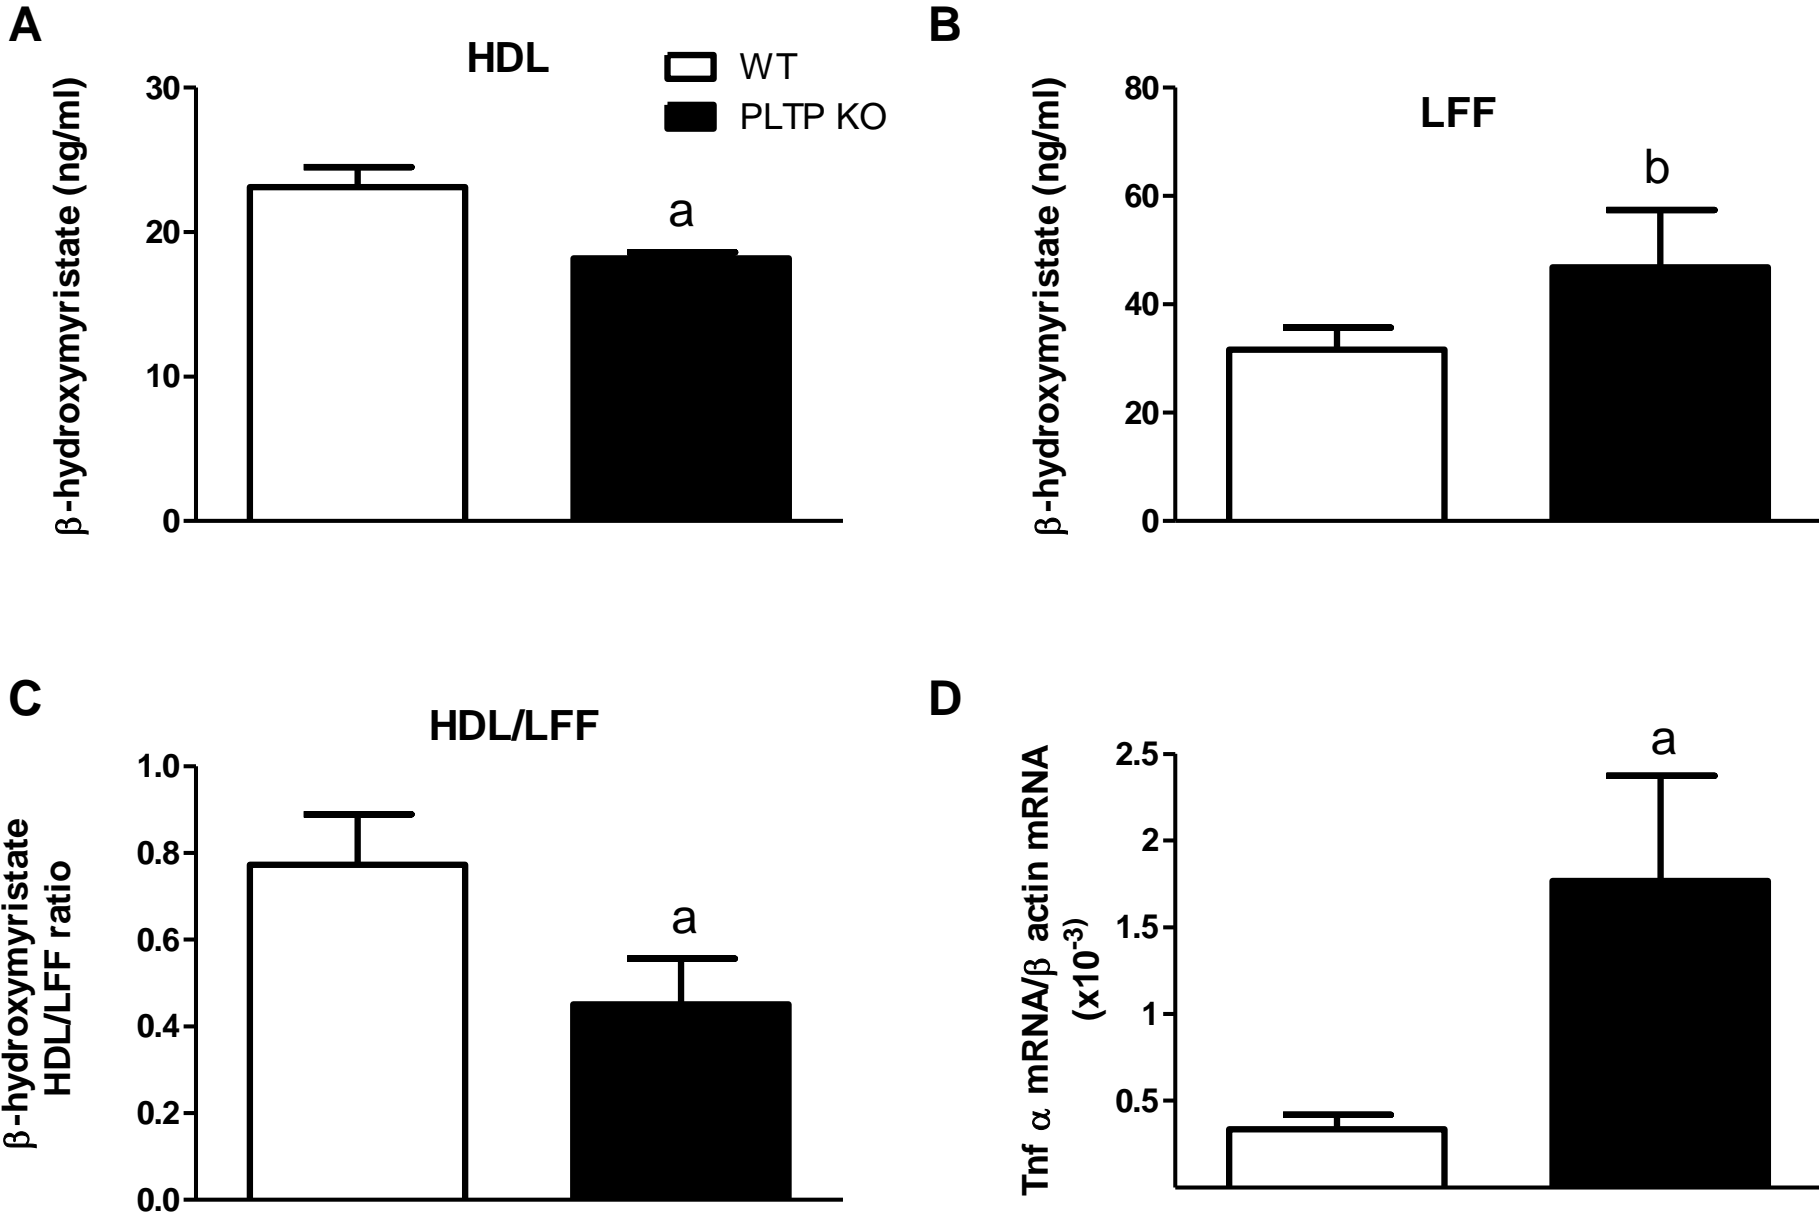 A
HDL
WT
PLTP KO
β-hydroxymyristate (ng/ml)
30
20
10
0
a
B
LFF
β-hydroxymyristate (ng/ml)
80
60
40
20
0
b
C
HDL/LFF
β-hydroxymyristate
HDL/LFF ratio
1.0
0.8
0.6
0.4
0.2
0.0
a
D
Tnf α mRNA/β actin mRNA
(x10⁻³)
2.5
2
1.5
1
0.5
a